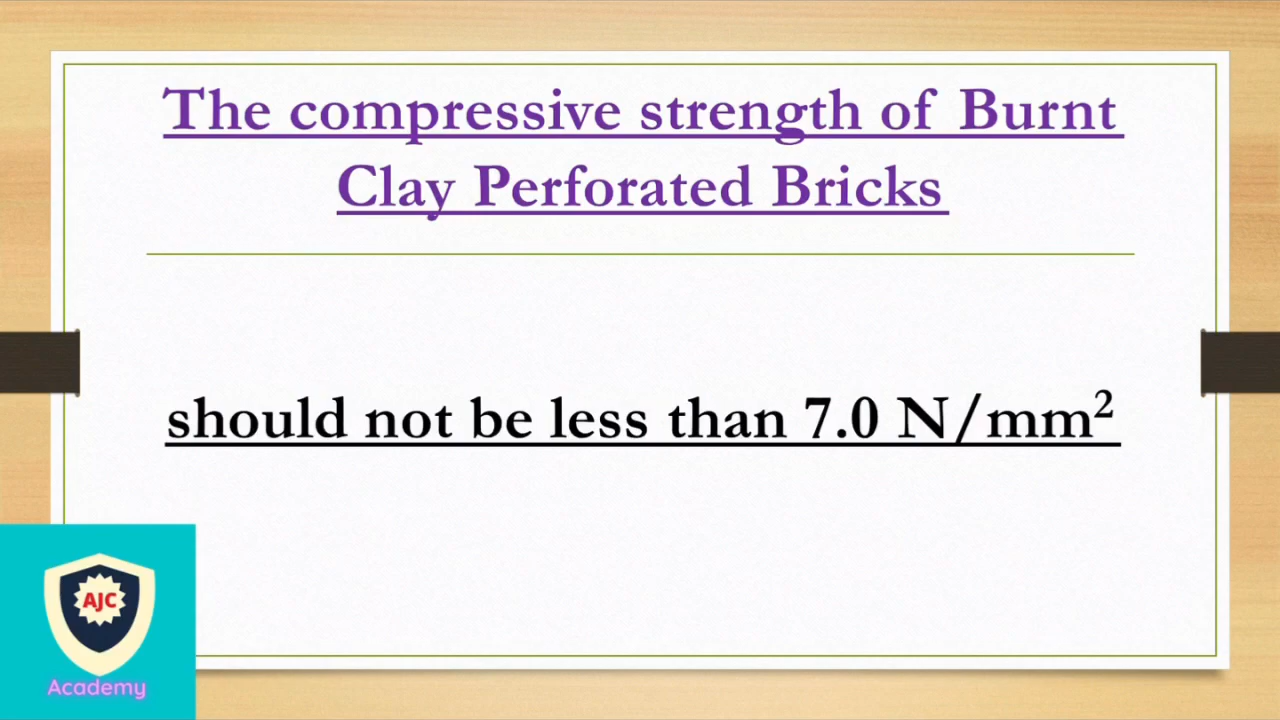 The compressive strength of Burnt
Clay Perforated Bricks
should not be less than 7.0 N/mm²
AJC
Academy